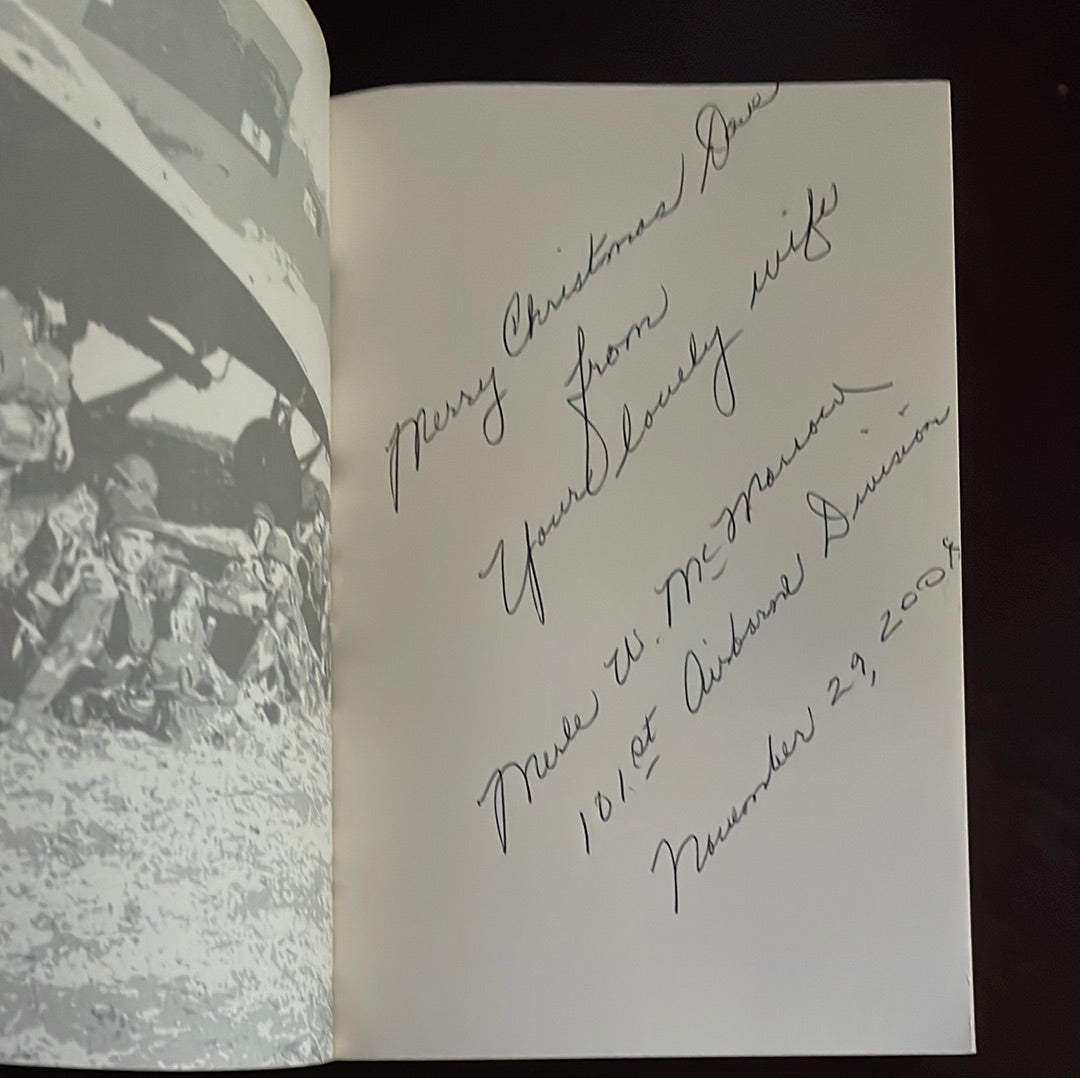 Merry Christmas Dave
from
Your lovely wife
Merle W. McMorrow
101st Airborne Division
November 29, 2008